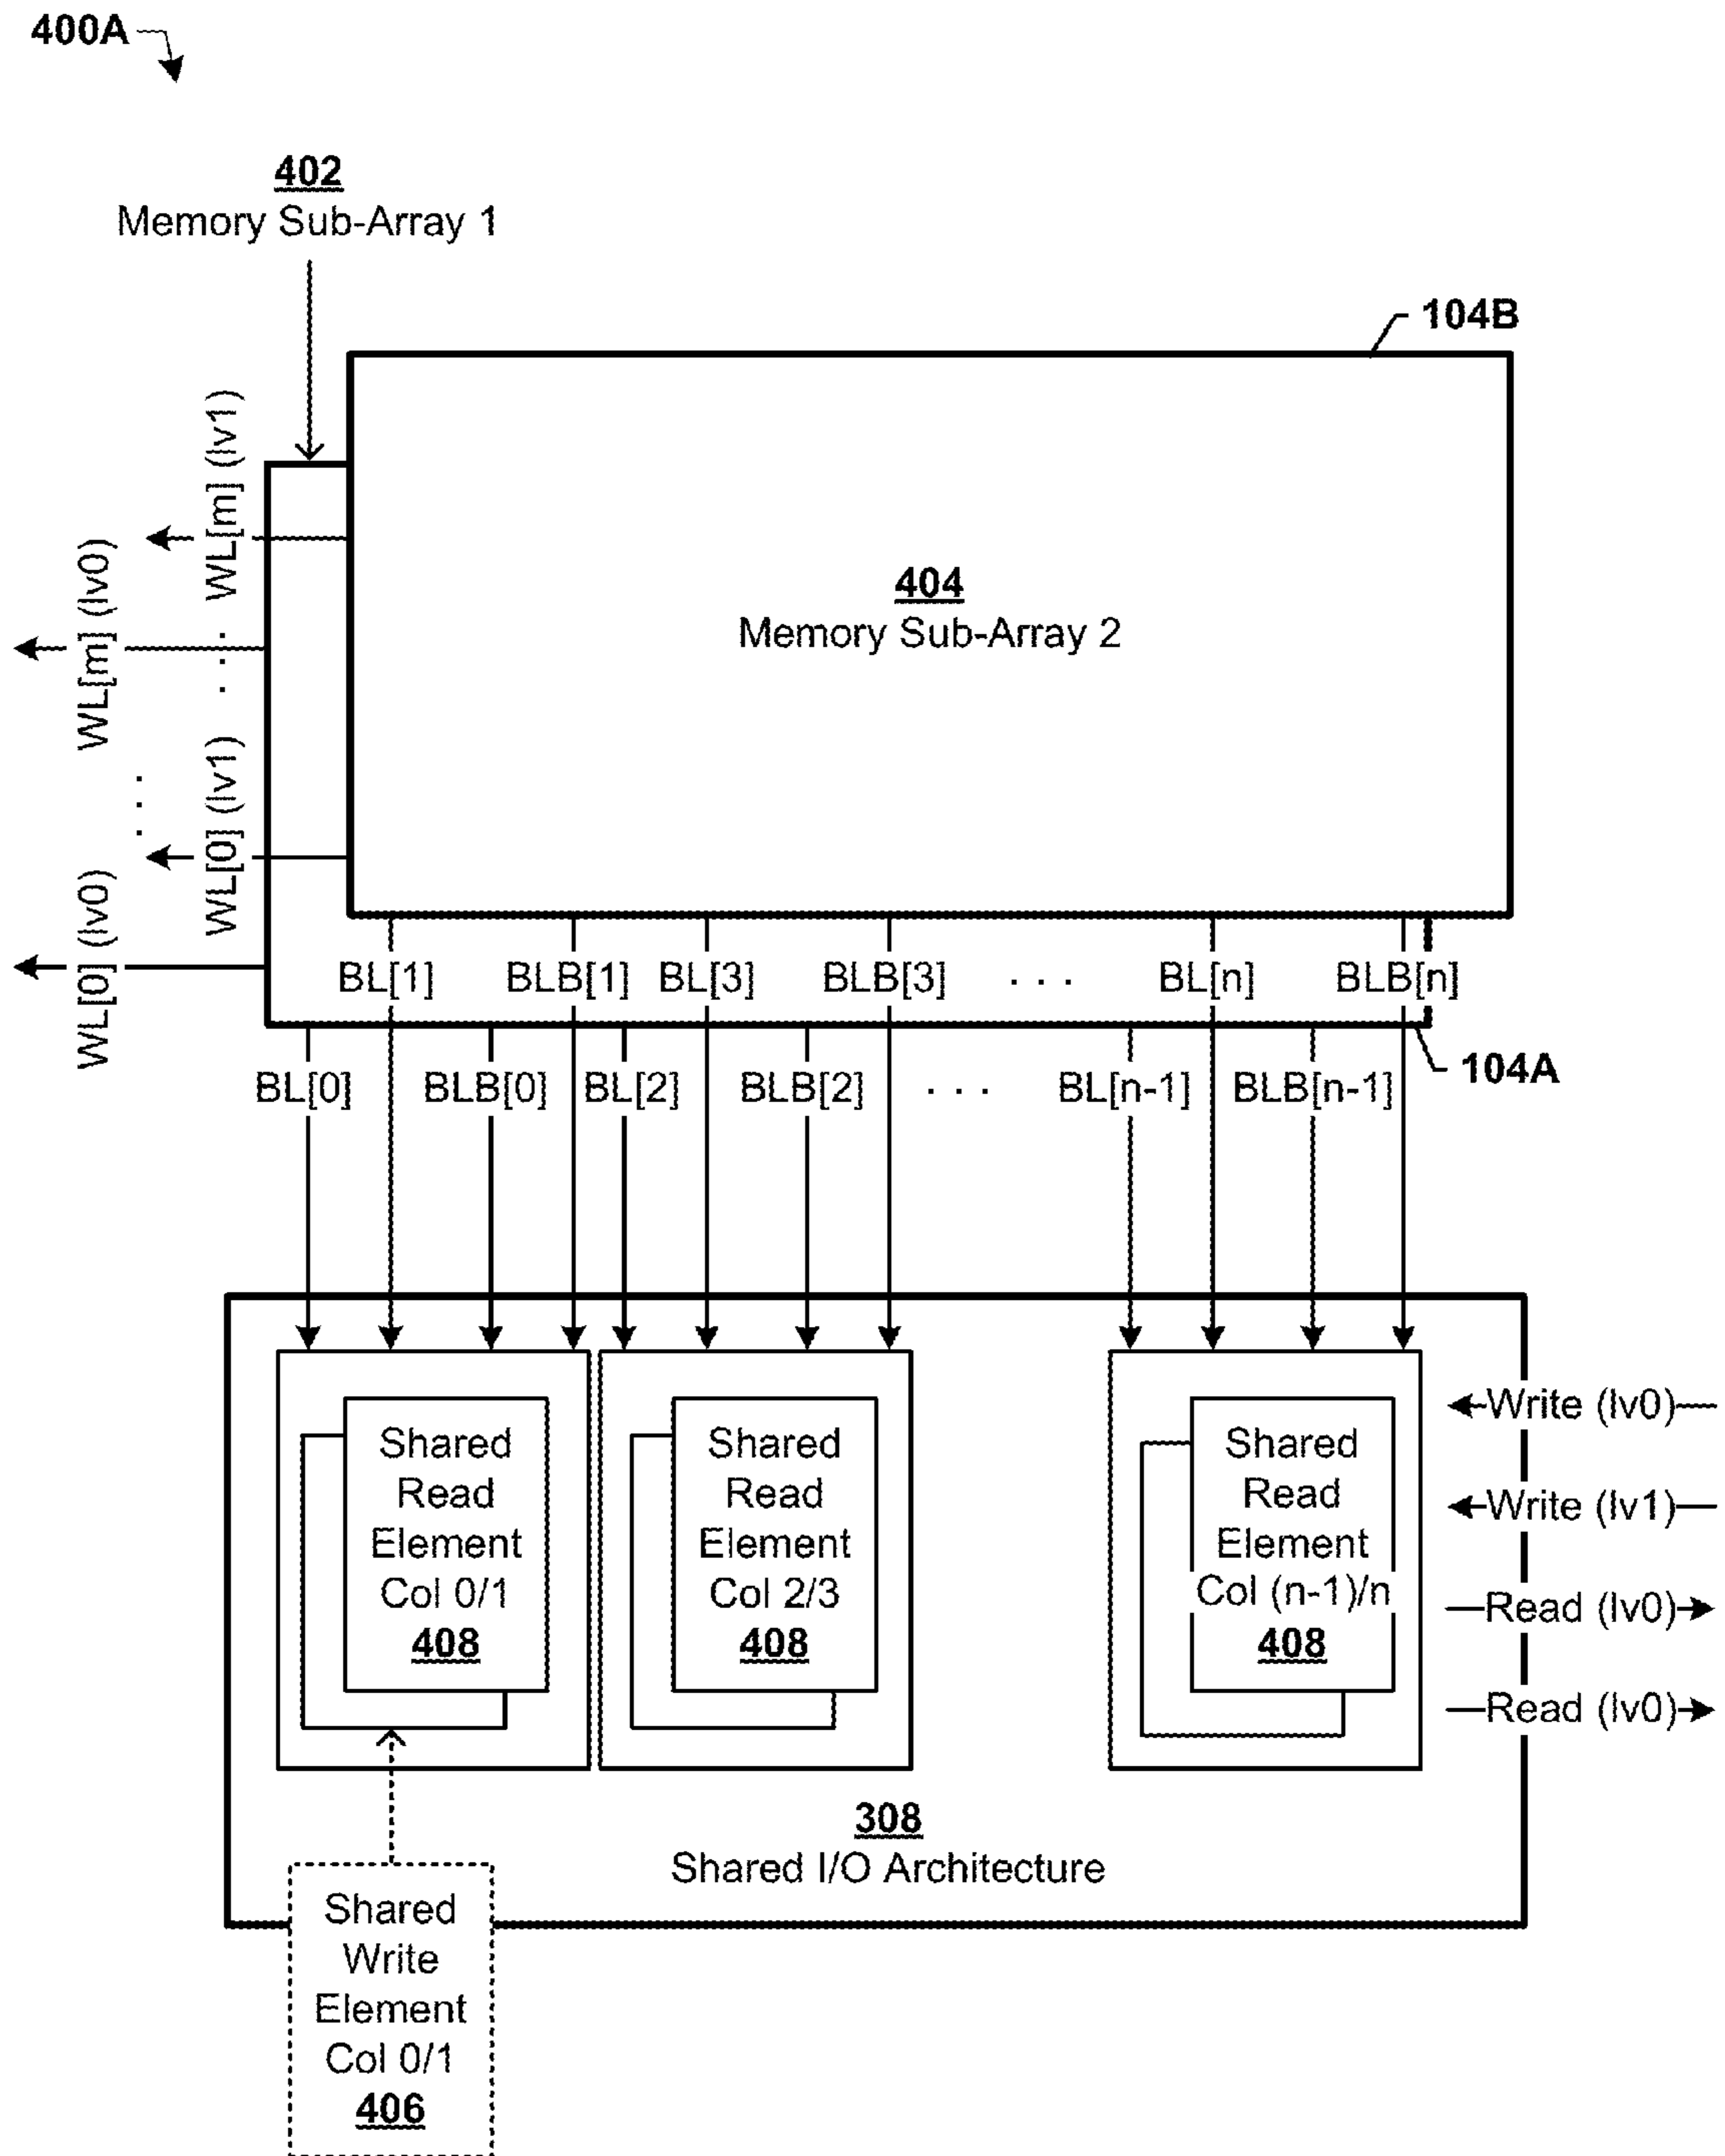 400A
402
Memory Sub-Array 1
104B
WL[m] (lv1)
WL[m] (lv0)
404
Memory Sub-Array 2
. . .
. . .
WL[0] (lv1)
WL[0] (lv0)
BL[1] BLB[1] BL[3] BLB[3] . . . BL[n] BLB[n]
104A
BL[0] BLB[0] BL[2] BLB[2] . . . BL[n-1] BLB[n-1]
Shared
Read
Element
Col 0/1
408
Shared
Read
Element
Col 2/3
408
Shared
Read
Element
Col (n-1)/n
408
Write (lv0)
Write (lv1)
Read (lv0)
Read (lv0)
308
Shared I/O Architecture
Shared
Write
Element
Col 0/1
406